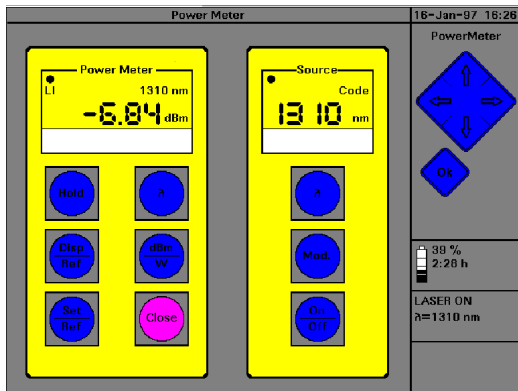 Power Meter
16-Jan-97 16:26
PowerMeter
Power Meter
LI 1310 nm
-6.84 dBm
Source
Code
1310 nm
Hold
λ
λ
Disp
Ref
dBm
W
Mod.
Set
Ref
Close
On
Off
Ok
39 %
2:26 h
LASER ON
λ=1310 nm